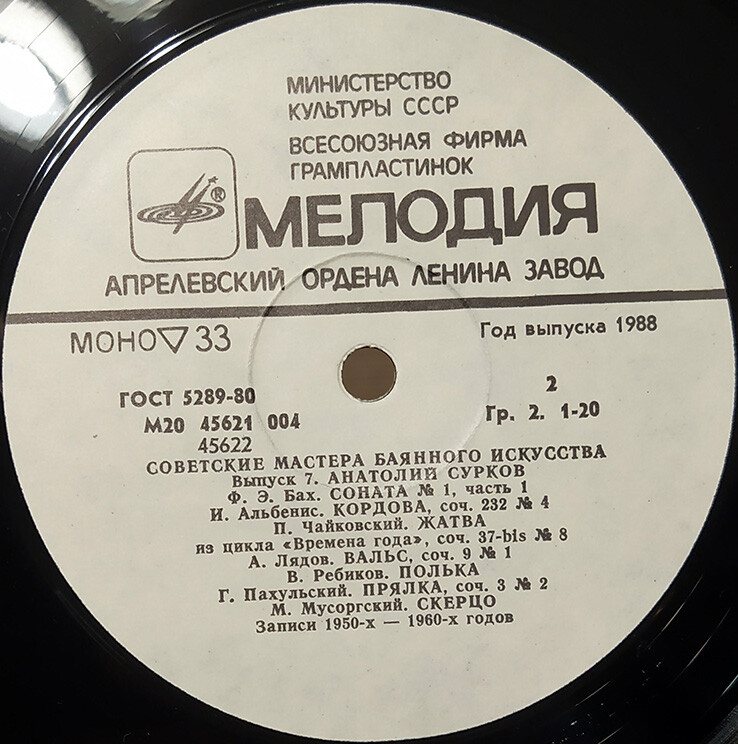 МИНИСТЕРСТВО
КУЛЬТУРЫ СССР
ВСЕСОЮЗНАЯ ФИРМА
ГРАМПЛАСТИНОК
®
МЕЛОДИЯ
АПРЕЛЕВСКИЙ ОРДЕНА ЛЕНИНА ЗАВОД
МОНО ▽ 33
Год выпуска 1988
ГОСТ 5289-80
2
М20 45621 004
Гр. 2. 1-20
45622
СОВЕТСКИЕ МАСТЕРА БАЯННОГО ИСКУССТВА
Выпуск 7. АНАТОЛИЙ СУРКОВ
Ф. Э. Бах. СОНАТА № 1, часть 1
И. Альбенис. КОРДОВА, соч. 232 № 4
П. Чайковский. ЖАТВА
из цикла «Времена года», соч. 37-bis № 8
А. Лядов. ВАЛЬС, соч. 9 № 1
В. Ребиков. ПОЛЬКА
Г. Пахульский. ПРЯЛКА, соч. 3 № 2
М. Мусоргский. СКЕРЦО
Записи 1950-х — 1960-х годов